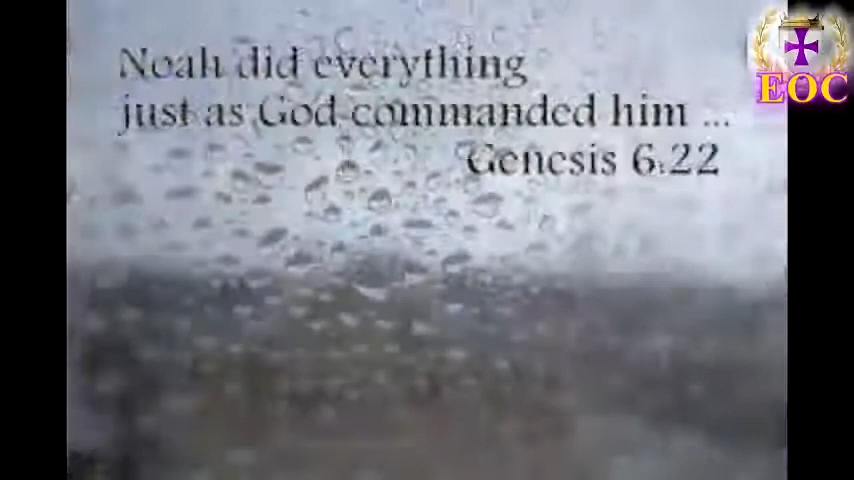 Noah did everything
just as God commanded him ...
Genesis 6:22
EOC